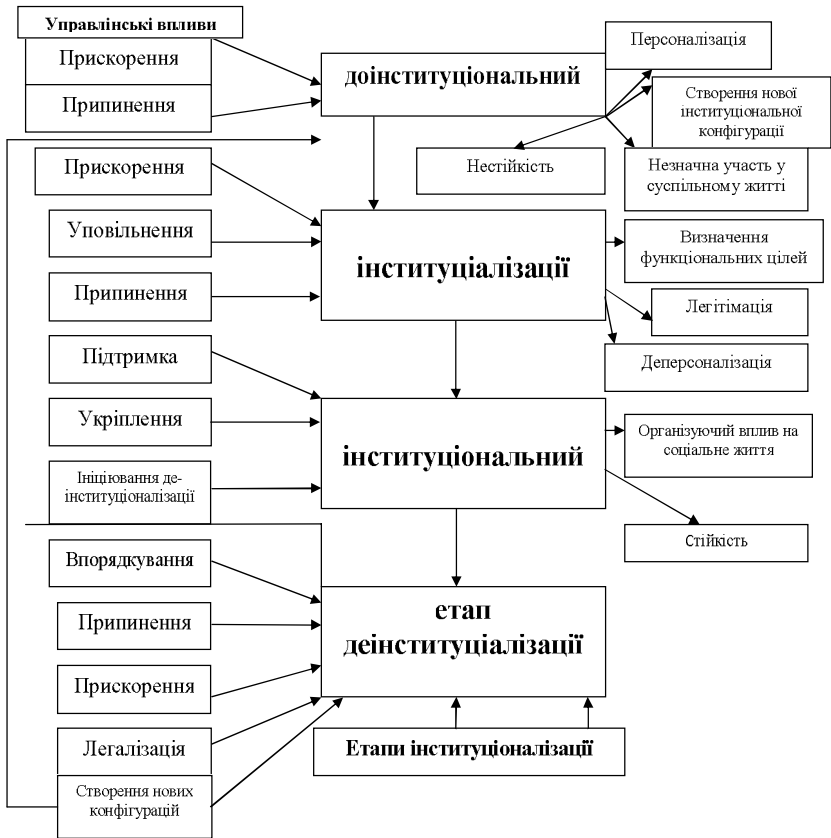 Управлінські впливи
Прискорення
Припинення
доінституціональний
Персоналізація
Створення нової
інституціональної
конфігурації
Нестійкість
Незначна участь у
суспільному житті
Прискорення
Уповільнення
Припинення
інституціалізації
Визначення
функціональних цілей
Легітімація
Деперсоналізація
Підтримка
Укріплення
Ініціювання де-
інституціоналізації
інституціональний
Організуючий вплив на
соціальне життя
Стійкість
Впорядкування
Припинення
Прискорення
Легалізація
Створення нових
конфігурацій
етап
деінституціалізації
Етапи інституціоналізації